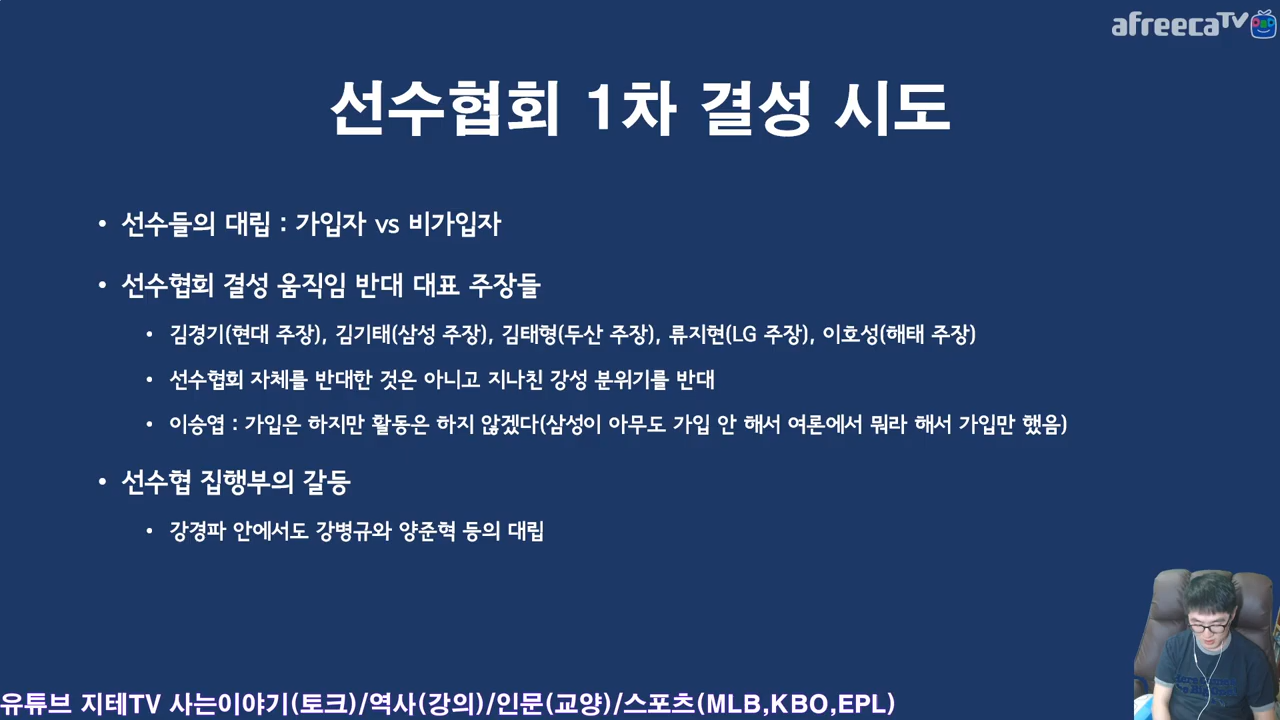 afreecaTV
선수협회 1차 결성 시도
• 선수들의 대립 : 가입자 vs 비가입자
• 선수협회 결성 움직임 반대 대표 주장들
• 김경기(현대 주장), 김기태(삼성 주장), 김태형(두산 주장), 류지현(LG 주장), 이호성(해태 주장)
• 선수협회 자체를 반대한 것은 아니고 지나친 강성 분위기를 반대
• 이승엽 : 가입은 하지만 활동은 하지 않겠다(삼성이 아무도 가입 안 해서 여론에서 뭐라 해서 가입만 했음)
• 선수협 집행부의 갈등
• 강경파 안에서도 강병규와 양준혁 등의 대립
유튜브 지테TV 사는이야기(토크)/역사(강의)/인문(교양)/스포츠(MLB,KBO,EPL)